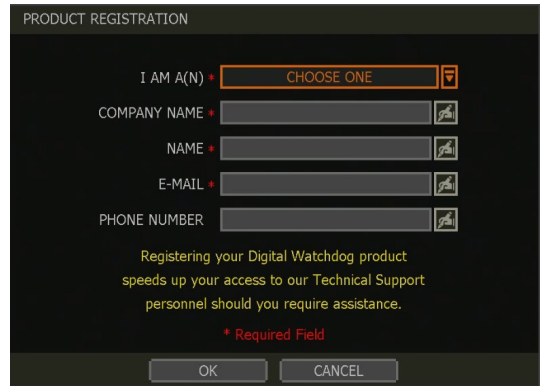 PRODUCT REGISTRATION
I AM A(N) * CHOOSE ONE
COMPANY NAME *
NAME *
E-MAIL *
PHONE NUMBER
Registering your Digital Watchdog product
speeds up your access to our Technical Support
personnel should you require assistance.
* Required Field
OK CANCEL